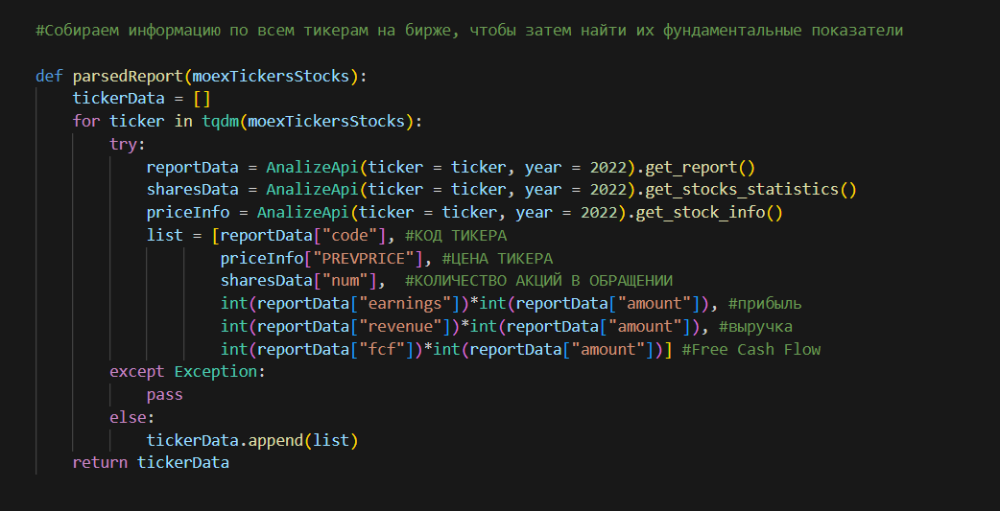 #Собираем информацию по всем тикерам на бирже, чтобы затем найти их фундаментальные показатели
def parsedReport(moexTickersStocks):
    tickerData = []
    for ticker in tqdm(moexTickersStocks):
        try:
            reportData = AnalizeApi(ticker = ticker, year = 2022).get_report()
            sharesData = AnalizeApi(ticker = ticker, year = 2022).get_stocks_statistics()
            priceInfo = AnalizeApi(ticker = ticker, year = 2022).get_stock_info()
            list = [reportData["code"], #КОД ТИКЕРА
                    priceInfo["PREVPRICE"], #ЦЕНА ТИКЕРА
                    sharesData["num"],  #КОЛИЧЕСТВО АКЦИЙ В ОБРАЩЕНИИ
                    int(reportData["earnings"])*int(reportData["amount"]), #прибыль
                    int(reportData["revenue"])*int(reportData["amount"]), #выручка
                    int(reportData["fcf"])*int(reportData["amount"])] #Free Cash Flow
        except Exception:
            pass
        else:
            tickerData.append(list)
    return tickerData